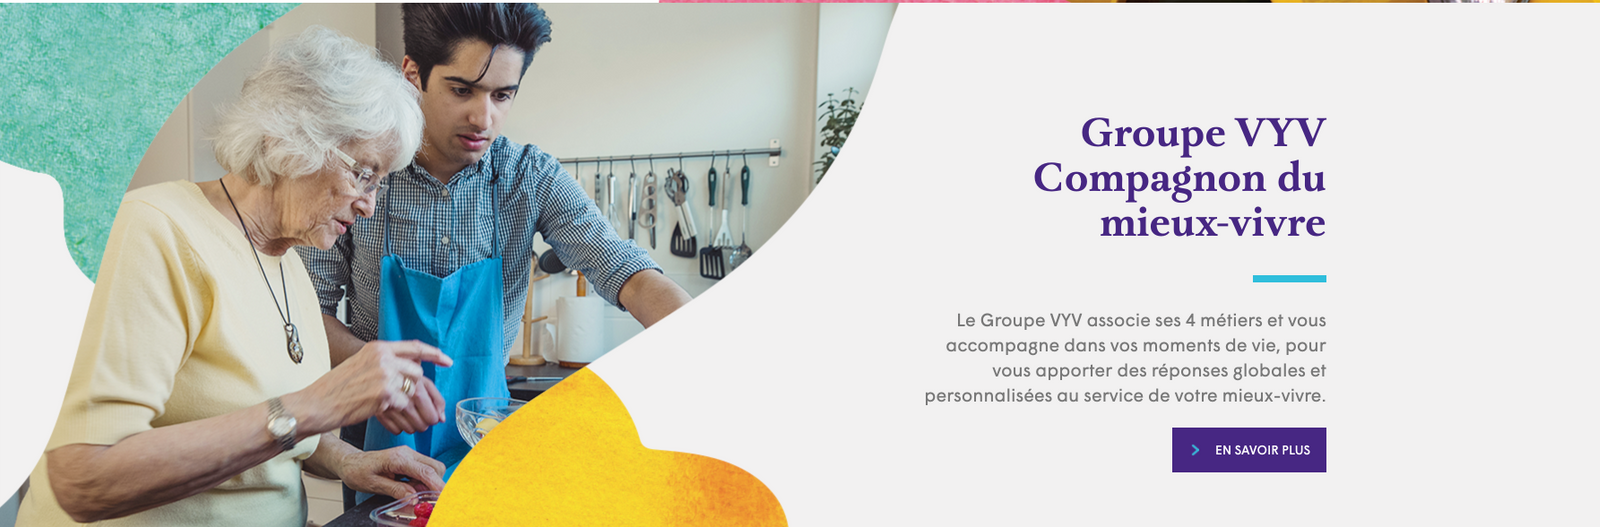 Groupe VYV
Compagnon du
mieux-vivre
Le Groupe VYV associe ses 4 métiers et vous
accompagne dans vos moments de vie, pour
vous apporter des réponses globales et
personnalisées au service de votre mieux-vivre.
EN SAVOIR PLUS